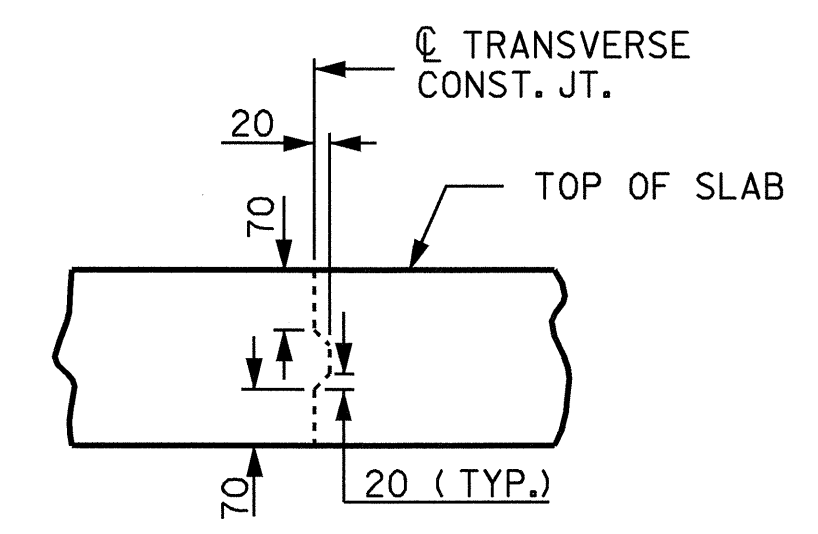 ℄ TRANSVERSE
CONST. JT.
20
TOP OF SLAB
70
70
20 (TYP.)